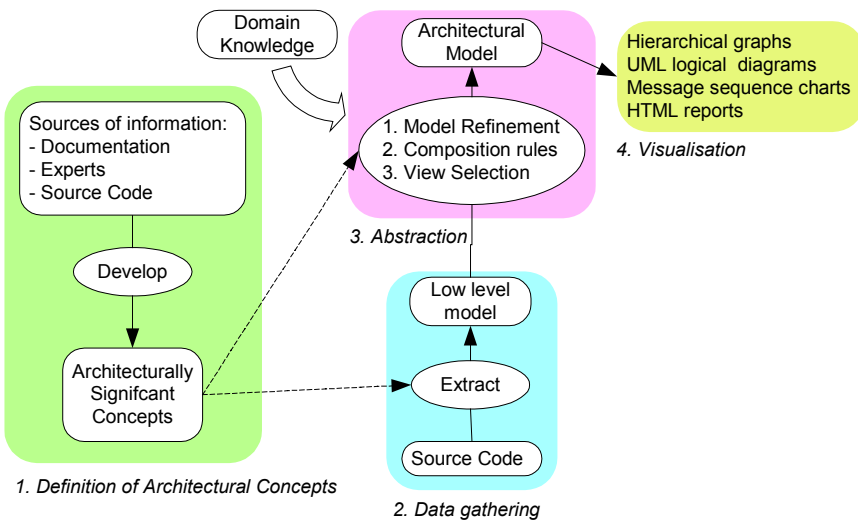 Domain
Knowledge
Architectural
Model
Hierarchical graphs
UML logical diagrams
Message sequence charts
HTML reports
4. Visualisation
Sources of information:
- Documentation
- Experts
- Source Code
1. Model Refinement
2. Composition rules
3. View Selection
3. Abstraction
Develop
Low level
model
Architecturally
Signifcant
Concepts
Extract
Source Code
1. Definition of Architectural Concepts
2. Data gathering